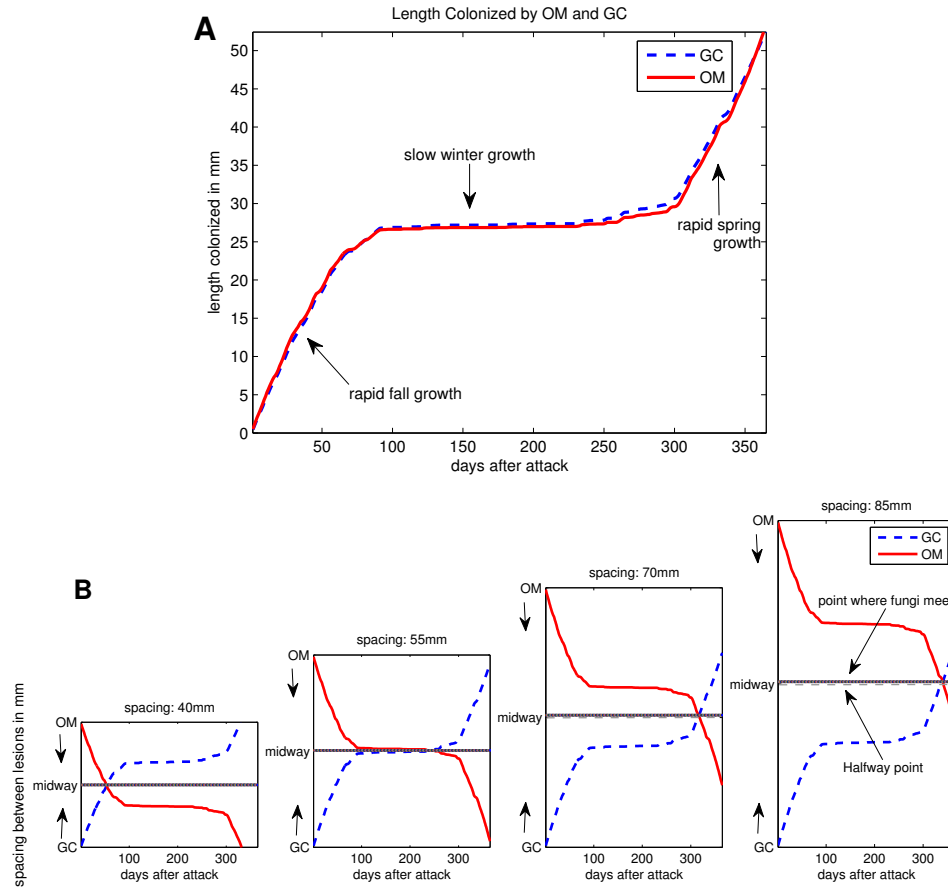 A
Length Colonized by OM and GC
50
45
40
35
30
25
20
15
10
5
0
length colonized in mm
GC
OM
slow winter growth
rapid spring
growth
rapid fall growth
50
100
150
200
250
300
350
days after attack
B
spacing between lesions in mm
spacing: 40mm
OM
midway
GC
100
200
300
days after attack
spacing: 55mm
OM
midway
GC
100
200
300
days after attack
spacing: 70mm
OM
midway
GC
100
200
300
days after attack
spacing: 85mm
OM
GC
OM
point where fungi mee
midway
Halfway point
GC
100
200
300
days after attack